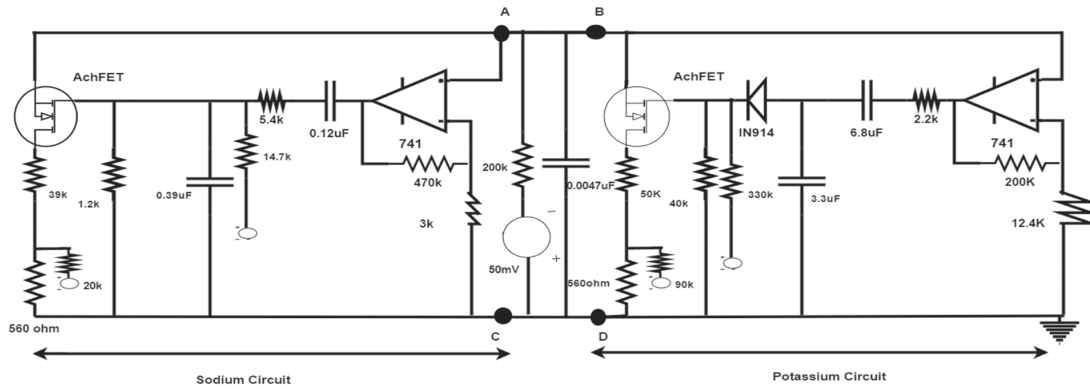 A
B
AchFET
AchFET
5.4k
0.12uF
741
470k
14.7k
39k
1.2k
0.39uF
3k
20k
560 ohm
200k
0.0047uF
50mV
C
D
IN914
6.8uF
2.2k
741
200K
50K
40k
330k
3.3uF
12.4K
90k
560ohm
Sodium Circuit
Potassium Circuit